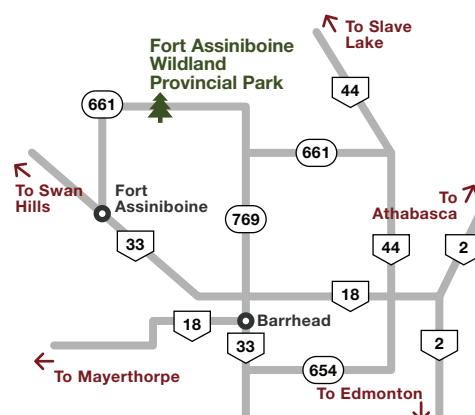 To Slave
Lake
Fort Assiniboine
Wildland
Provincial Park
44
661
661
To Swan
Hills
Fort
Assiniboine
To
Athabasca
769
33
44
2
18
18
Barrhead
33
2
654
To Mayerthorpe
To Edmonton